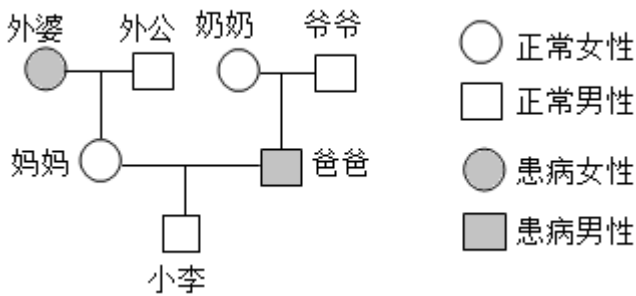 外婆 外公 奶奶 爷爷
正常女性
正常男性
妈妈 爸爸
患病女性
患病男性
小李